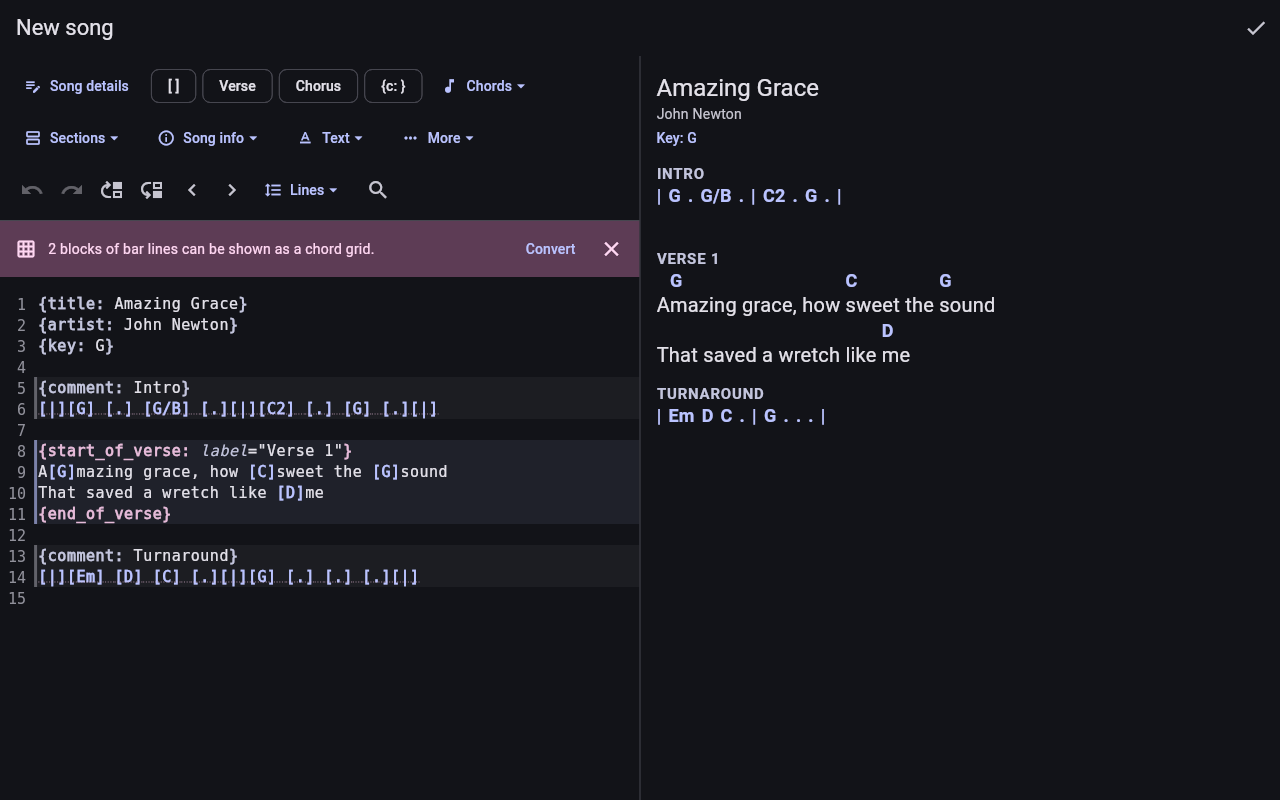 New song
Song details [] Verse Chorus {c: } Chords
Sections Song info Text More
Lines
2 blocks of bar lines can be shown as a chord grid. Convert
1 {title: Amazing Grace}
2 {artist: John Newton}
3 {key: G}
4
5 {comment: Intro}
6 [|][G] [.] [G/B] [.][|][C2] [.] [G] [.][|]
7
8 {start_of_verse: label="Verse 1"}
9 A[G]mazing grace, how [C]sweet the [G]sound
10 That saved a wretch like [D]me
11 {end_of_verse}
12
13 {comment: Turnaround}
14 [|][Em] [D] [C] [.][|][G] [.] [.] [.][|]
15
Amazing Grace
John Newton
Key: G
INTRO
| G . G/B . | C2 . G . |
VERSE 1
G C G
Amazing grace, how sweet the sound
D
That saved a wretch like me
TURNAROUND
| Em D C . | G . . . |